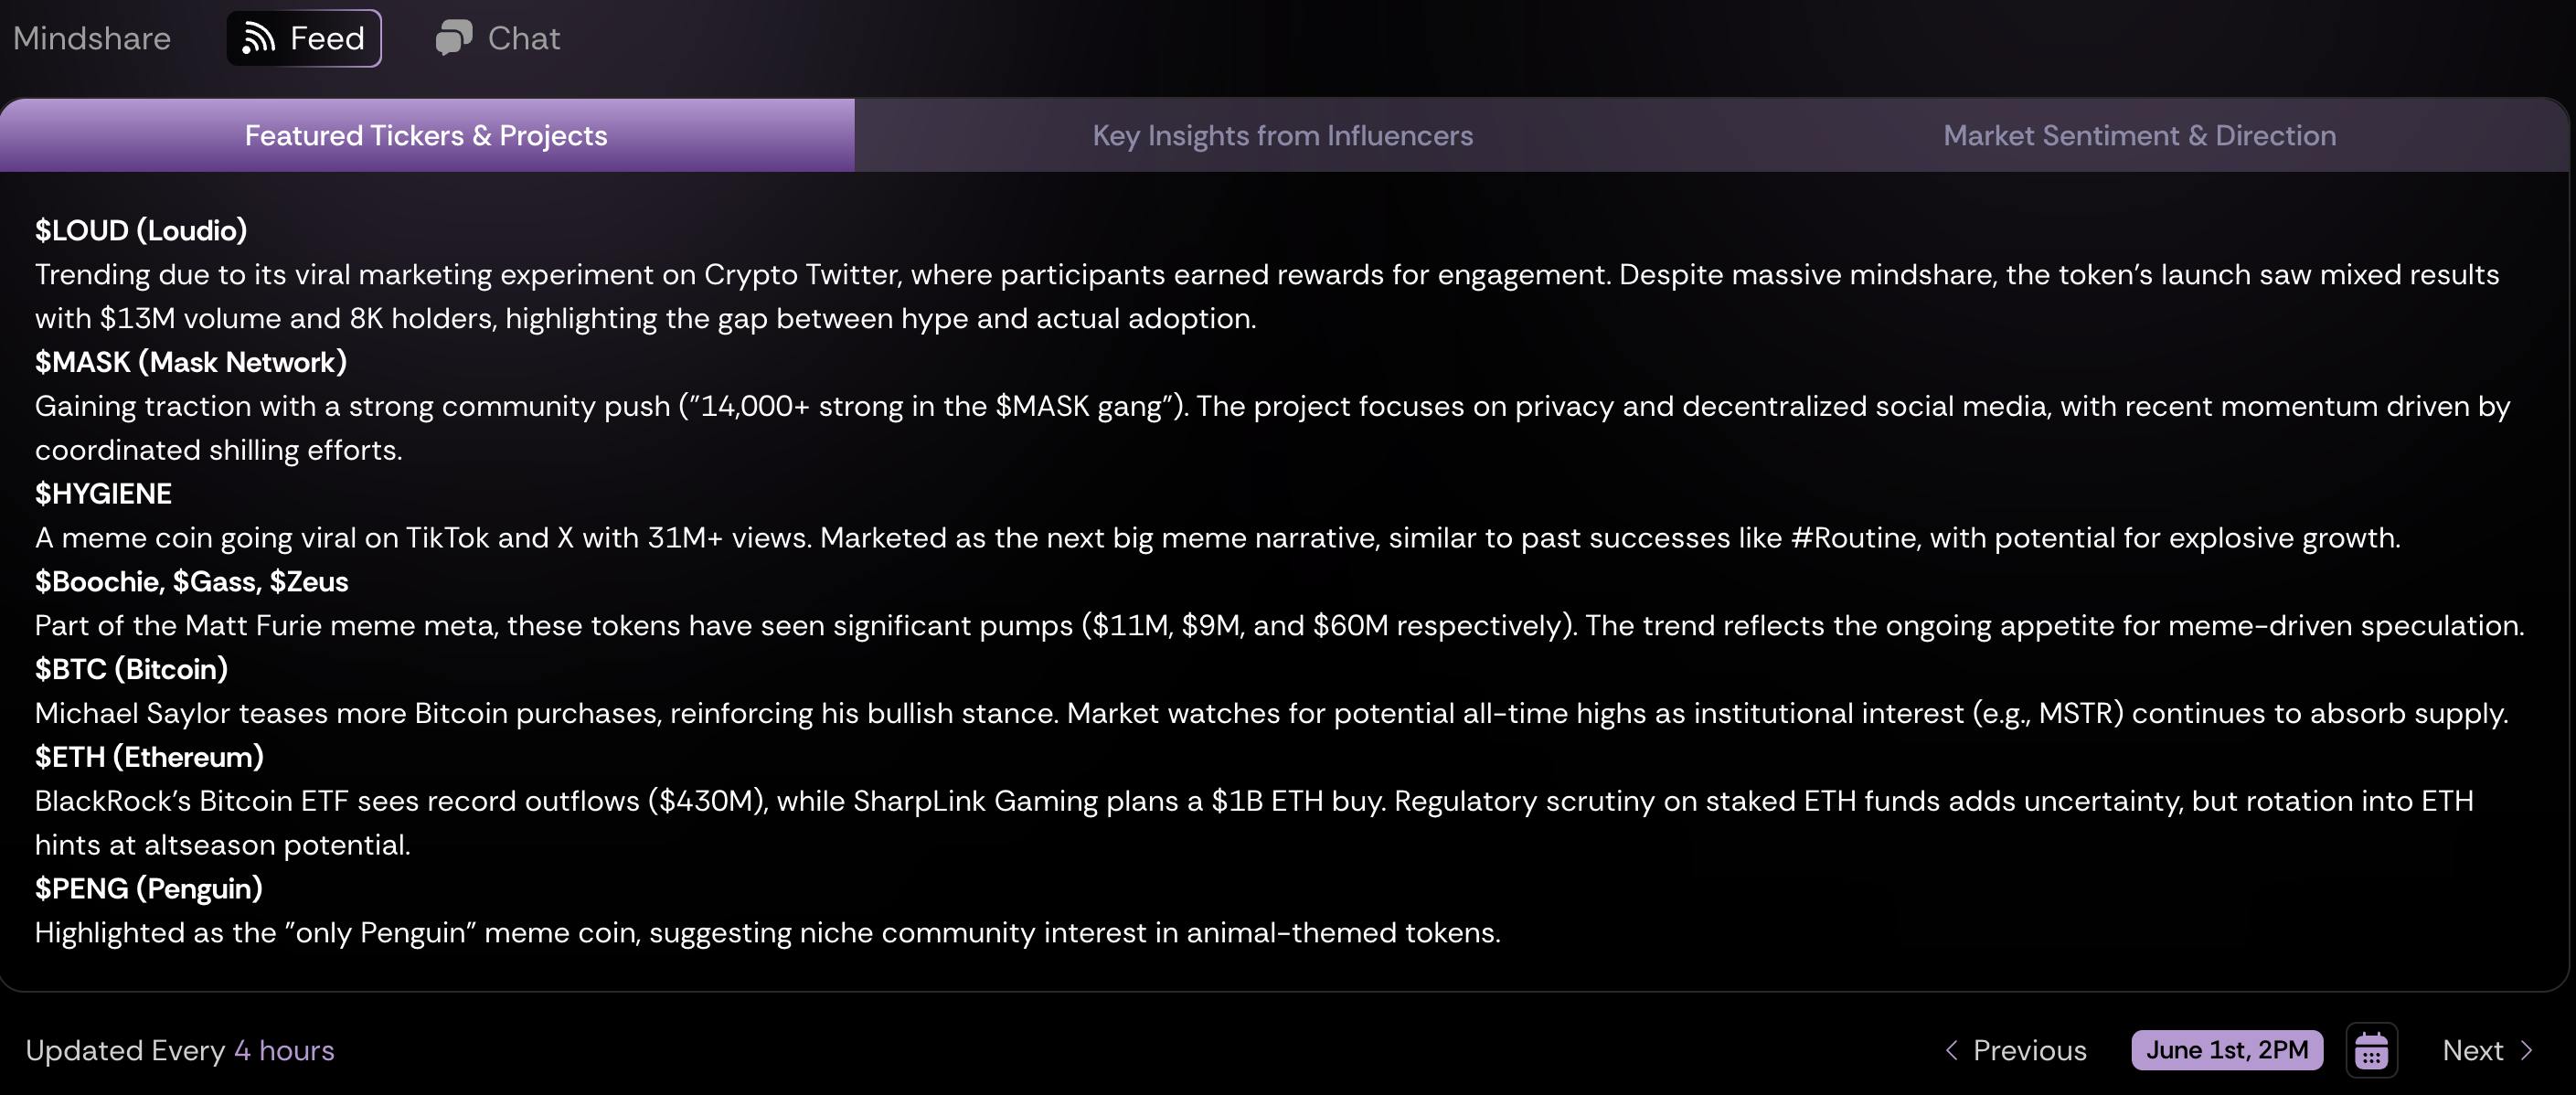 Mindshare
Feed
Chat
Featured Tickers & Projects
Key Insights from Influencers
Market Sentiment & Direction
$LOUD (Loudio)
Trending due to its viral marketing experiment on Crypto Twitter, where participants earned rewards for engagement. Despite massive mindshare, the token's launch saw mixed results
with $13M volume and 8K holders, highlighting the gap between hype and actual adoption.
$MASK (Mask Network)
Gaining traction with a strong community push ("14,000+ strong in the $MASK gang"). The project focuses on privacy and decentralized social media, with recent momentum driven by
coordinated shilling efforts.
$HYGIENE
A meme coin going viral on TikTok and X with 31M+ views. Marketed as the next big meme narrative, similar to past successes like #Routine, with potential for explosive growth.
$Boochie, $Gass, $Zeus
Part of the Matt Furie meme meta, these tokens have seen significant pumps ($11M, $9M, and $60M respectively). The trend reflects the ongoing appetite for meme-driven speculation.
$BTC (Bitcoin)
Michael Saylor teases more Bitcoin purchases, reinforcing his bullish stance. Market watches for potential all-time highs as institutional interest (e.g., MSTR) continues to absorb supply.
$ETH (Ethereum)
BlackRock's Bitcoin ETF sees record outflows ($430M), while SharpLink Gaming plans a $1B ETH buy. Regulatory scrutiny on staked ETH funds adds uncertainty, but rotation into ETH
hints at altseason potential.
$PENG (Penguin)
Highlighted as the "only Penguin" meme coin, suggesting niche community interest in animal-themed tokens.
Updated Every 4 hours
Previous
June 1st, 2PM
Next